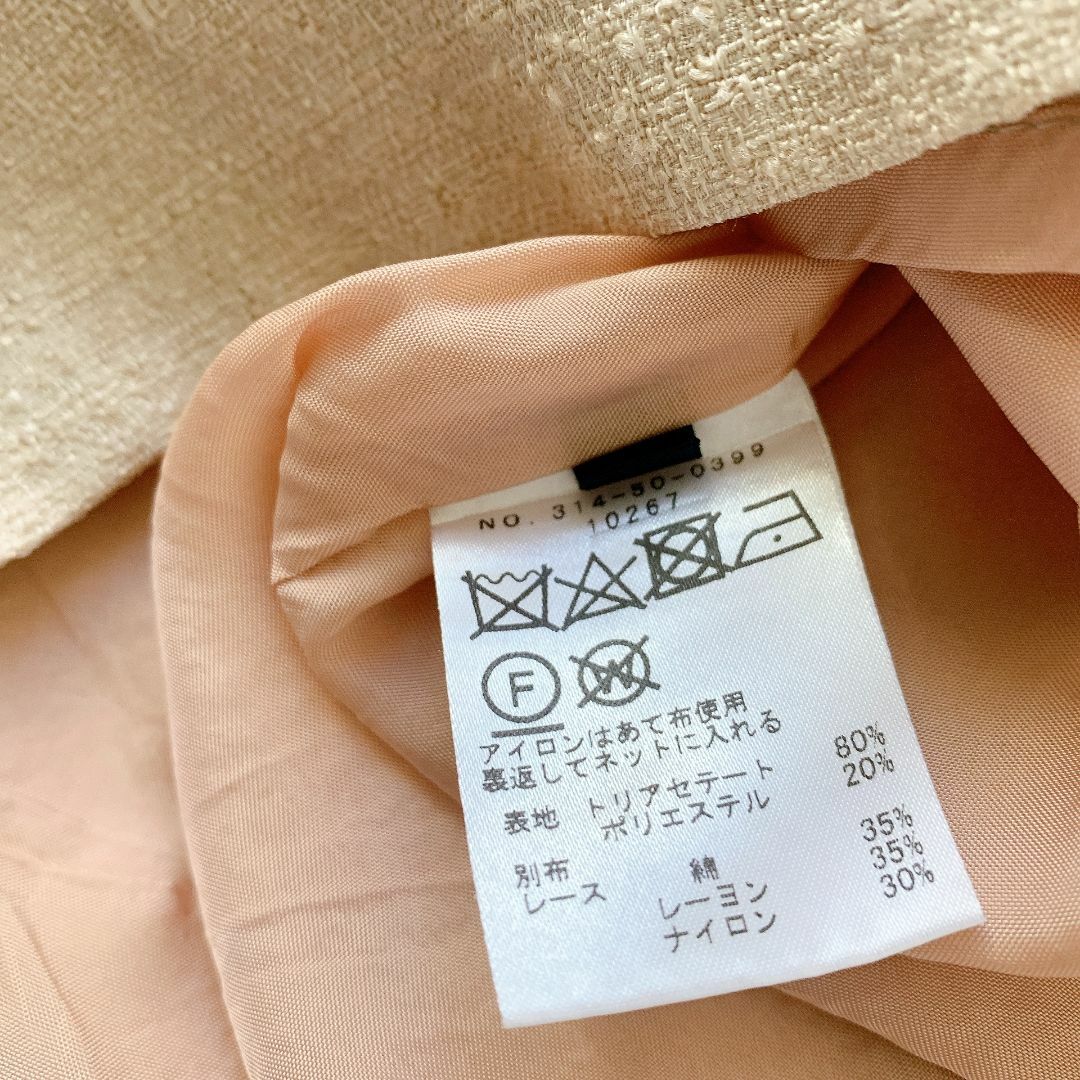 NO. 314-50-0399
10267
F
W
アイロンはあて布使用
裏返してネットに入れる
表地 トリアセテート 80%
ポリエステル 20%
別布 綿 35%
レース レーヨン 35%
ナイロン 30%